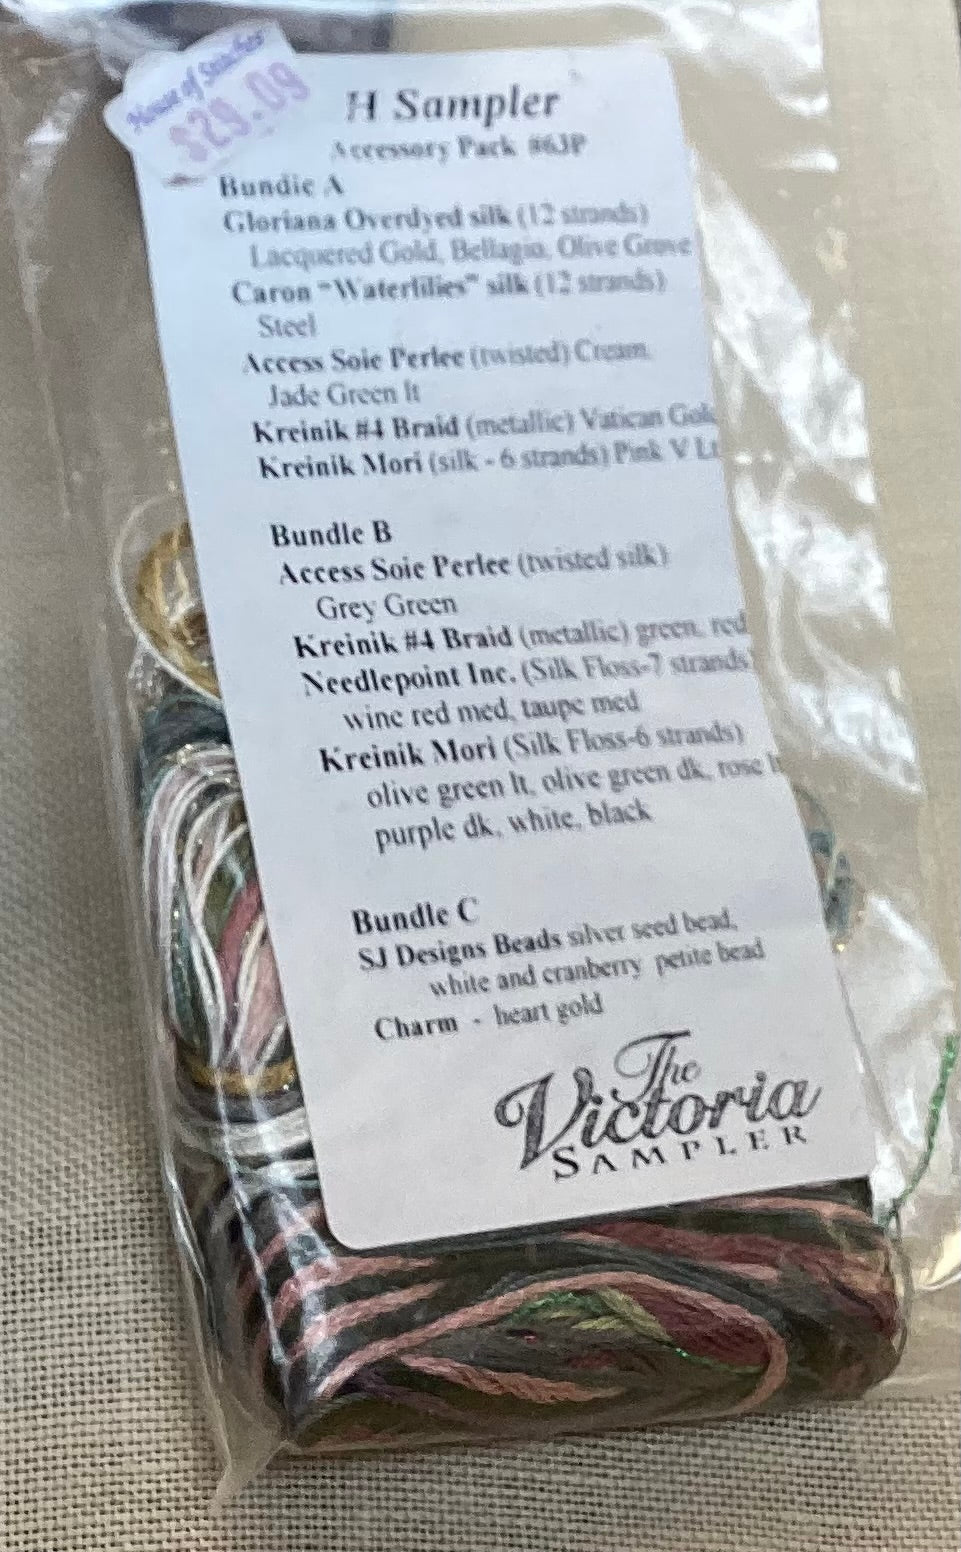 House of Stitches
$29.09
H Sampler
Accessory Pack #6JP
Bundle A
Gloriana Overdyed silk (12 strands)
Lacquered Gold, Bellagio, Olive Grove
Caron "Waterlilies" silk (12 strands)
Steel
Access Soie Perlee (twisted) Cream,
Jade Green lt
Kreinik #4 Braid (metallic) Vatican Gold
Kreinik Mori (silk - 6 strands) Pink V Lt
Bundle B
Access Soie Perlee (twisted silk)
Grey Green
Kreinik #4 Braid (metallic) green, red
Needlepoint Inc. (Silk Floss-7 strands)
wine red med, taupe med
Kreinik Mori (Silk Floss-6 strands)
olive green lt, olive green dk, rose lt
purple dk, white, black
Bundle C
SJ Designs Beads silver seed bead,
white and cranberry petite bead
Charm - heart gold
The
Victoria
SAMPLER